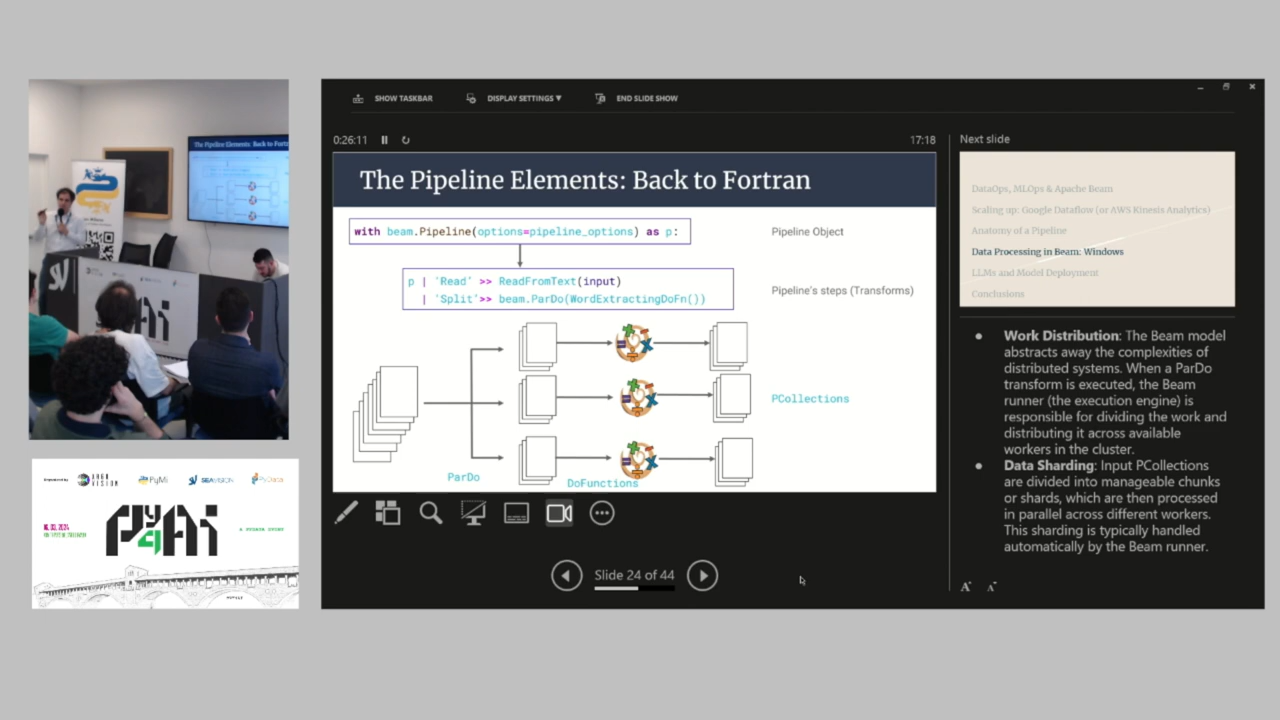 SHOW TASKBAR
DISPLAY SETTINGS ▼
END SLIDE SHOW
0:26:11
17:18
Next slide
The Pipeline Elements: Back to Fortran
with beam.Pipeline(options=pipeline_options) as p:
Pipeline Object
p | 'Read' >> ReadFromText(input)
| 'Split'>> beam.ParDo(WordExtractingDoFn())
Pipeline's steps (Transforms)
PCollections
ParDo
DoFunctions
Slide 24 of 44
DataOps, MLOps & Apache Beam
Scaling up: Google Dataflow (or AWS Kinesis Analytics)
Anatomy of a Pipeline
Data Processing in Beam: Windows
LLMs and Model Deployment
Conclusions
● Work Distribution: The Beam model
abstracts away the complexities of
distributed systems. When a ParDo
transform is executed, the Beam
runner (the execution engine) is
responsible for dividing the work and
distributing it across available
workers in the cluster.
● Data Sharding: Input PCollections
are divided into manageable chunks
or shards, which are then processed
in parallel across different workers.
This sharding is typically handled
automatically by the Beam runner.
The Pipeline Elements: Back to Fortr
PyMi
SEAVISION
PyData
Py4Ai